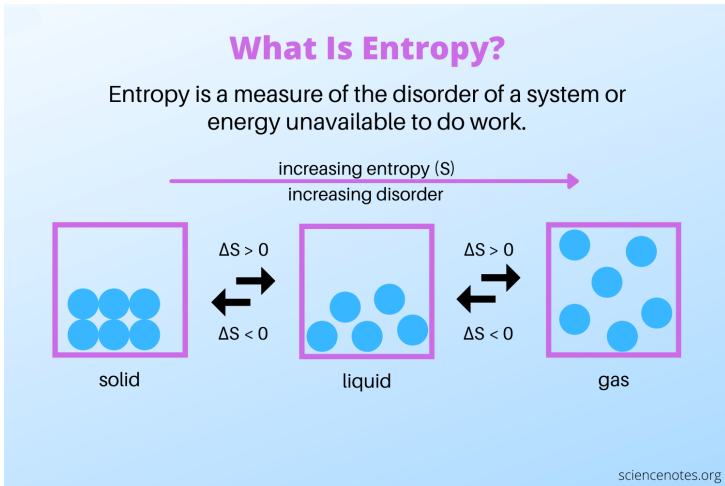 What Is Entropy?
Entropy is a measure of the disorder of a system or
energy unavailable to do work.
increasing entropy (S)
increasing disorder
ΔS > 0
ΔS < 0
ΔS > 0
ΔS < 0
solid
liquid
gas
sciencenotes.org